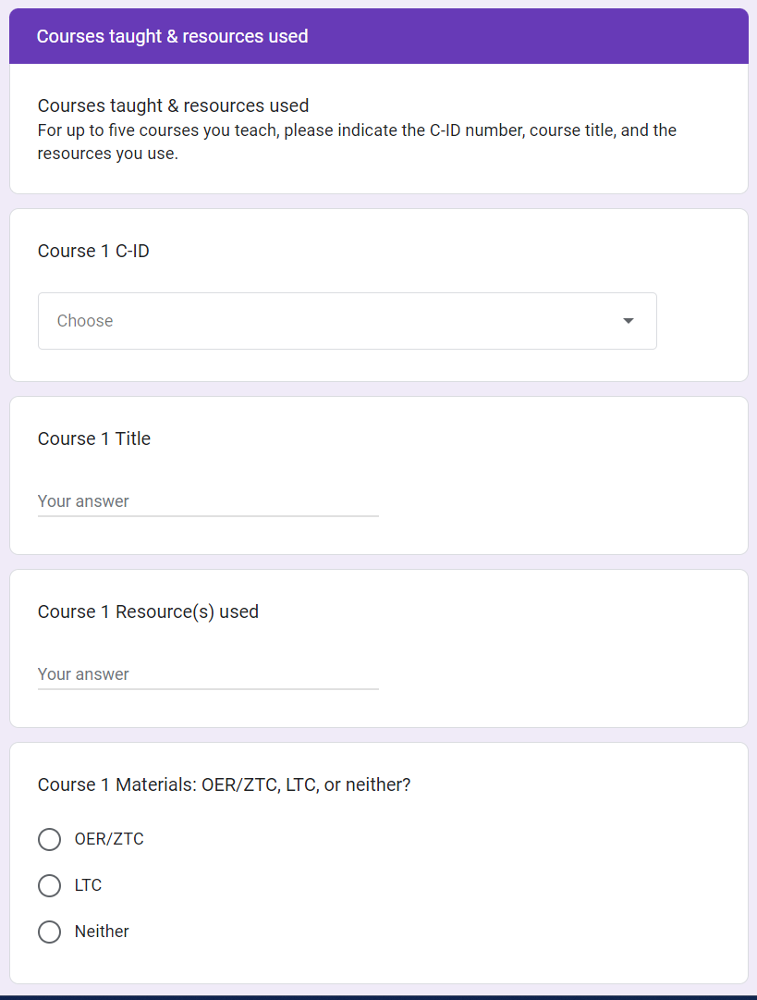 Courses taught & resources used
Courses taught & resources used
For up to five courses you teach, please indicate the C-ID number, course title, and the
resources you use.
Course 1 C-ID
Choose
Course 1 Title
Your answer
Course 1 Resource(s) used
Your answer
Course 1 Materials: OER/ZTC, LTC, or neither?
OER/ZTC
LTC
Neither